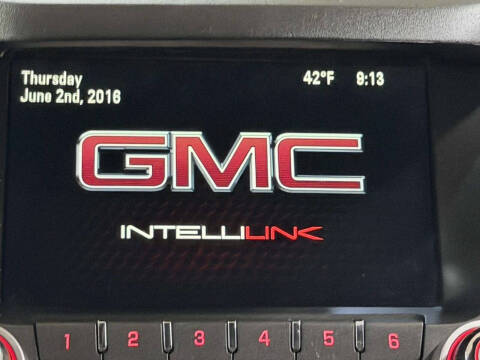 Thursday 42°F 9:13
June 2nd, 2016
GMC
INTELLILINK
1 2 3 4 5 6